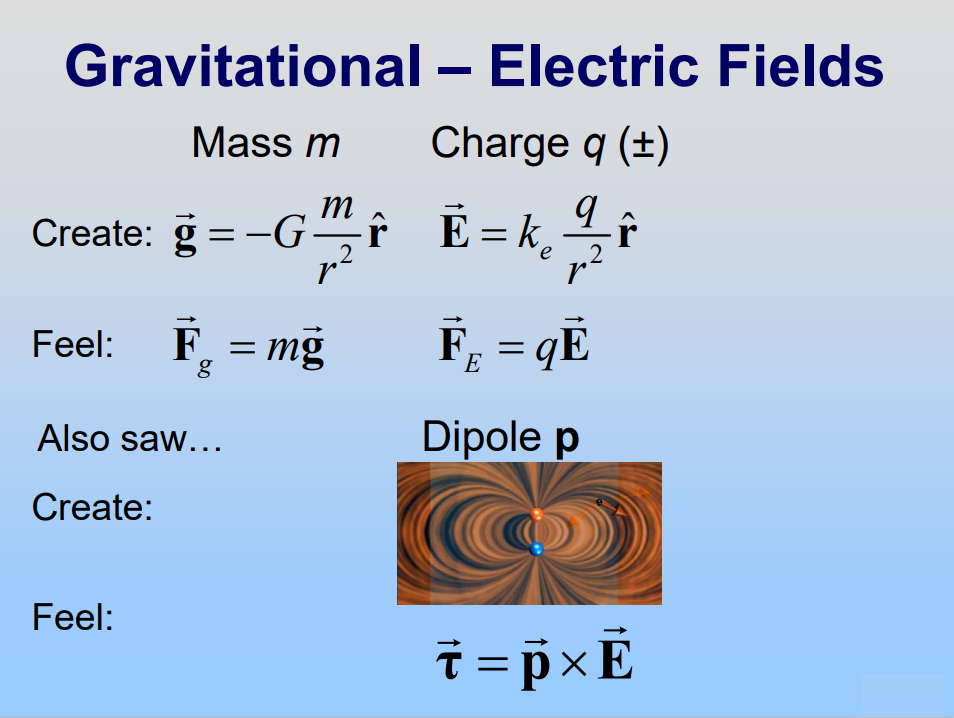 Gravitational – Electric Fields
Mass m Charge q (±)
Create: g⃗ = −G m/r² r̂ E⃗ = kₑ q/r² r̂
Feel: F⃗g = mg⃗ F⃗E = qE⃗
Also saw… Dipole p
Create:
Feel:
τ⃗ = p⃗ × E⃗